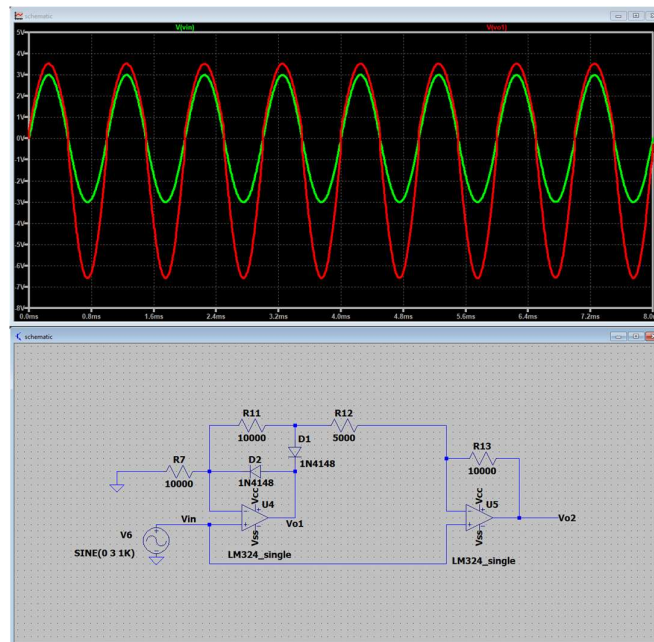 schematic
V(vin) V(vo1)
5V
4V
3V
2V
1V
0V
-1V
-2V
-3V
-4V
-5V
-6V
-7V
-8V
0.0ms 0.8ms 1.6ms 2.4ms 3.2ms 4.0ms 4.8ms 5.6ms 6.4ms 7.2ms
schematic
R11 R12
10000 5000
D1
R7 R13
D2 1N4148
10000 1N4148 10000
Vcc U4 Vcc U5
Vin Vo1 Vo2
V6 Vss Vss
SINE(0 3 1K) LM324_single LM324_single